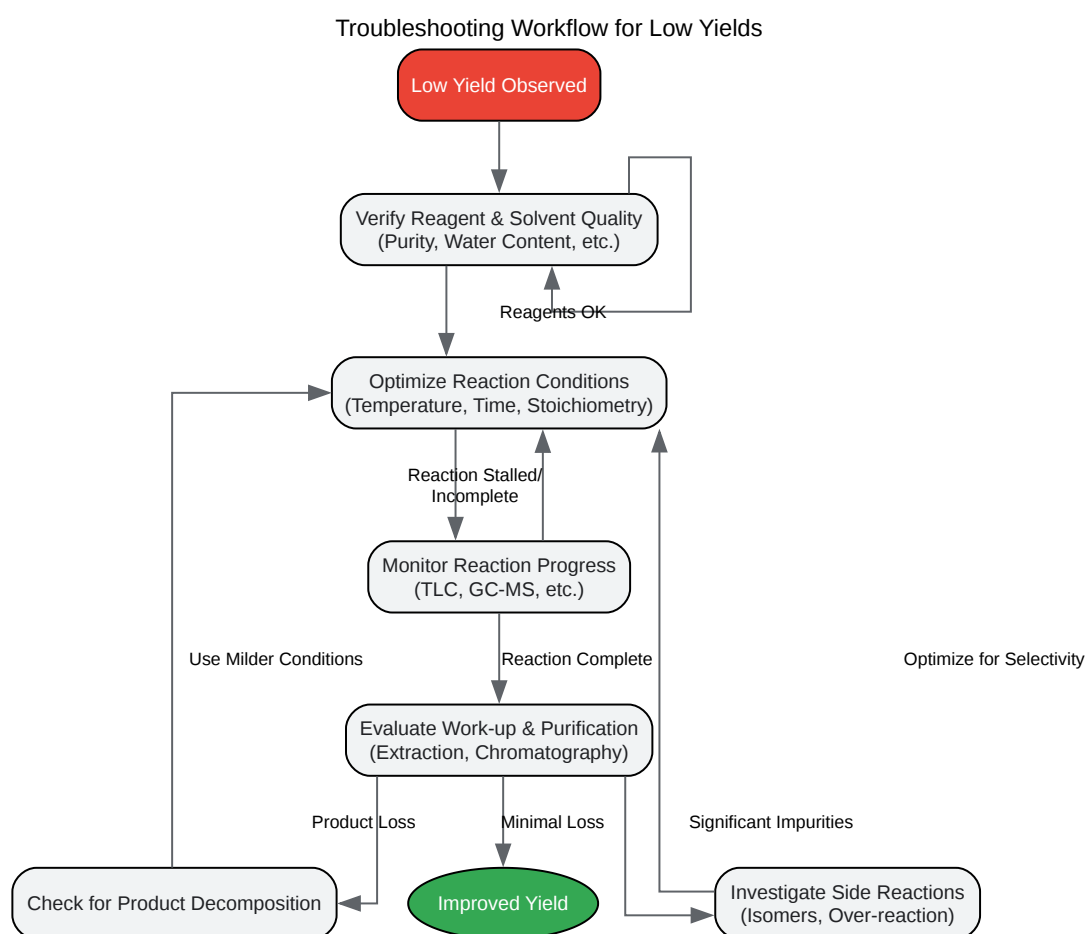 Troubleshooting Workflow for Low Yields
Low Yield Observed
Verify Reagent & Solvent Quality
(Purity, Water Content, etc.)
Reagents OK
Optimize Reaction Conditions
(Temperature, Time, Stoichiometry)
Reaction Stalled/
Incomplete
Monitor Reaction Progress
(TLC, GC-MS, etc.)
Use Milder Conditions
Reaction Complete
Optimize for Selectivity
Evaluate Work-up & Purification
(Extraction, Chromatography)
Product Loss
Minimal Loss
Significant Impurities
Check for Product Decomposition
Improved Yield
Investigate Side Reactions
(Isomers, Over-reaction)